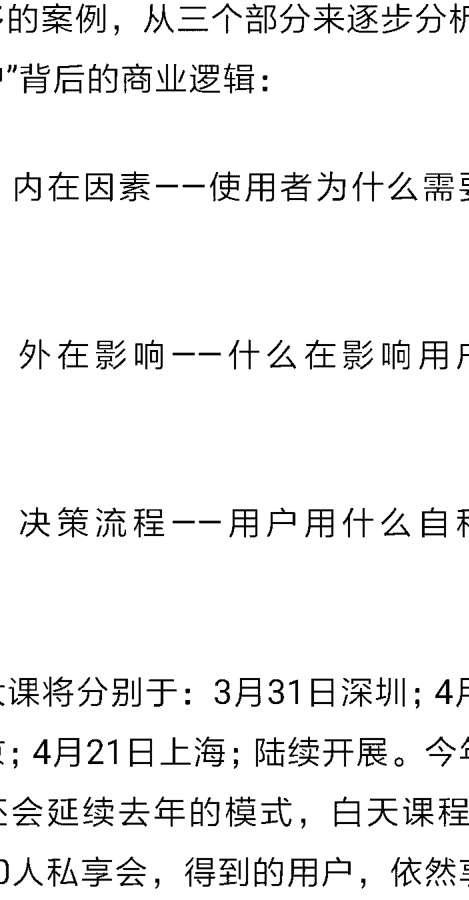 的案例，从三个部分来逐步分析
”背后的商业逻辑：
内在因素——使用者为什么需要
外在影响——什么在影响用户
决策流程——用户用什么自
课将分别于：3月31日深圳；4月
；4月21日上海；陆续开展。今年
还会延续去年的模式，白天课程
0人私享会，得到的用户，依然